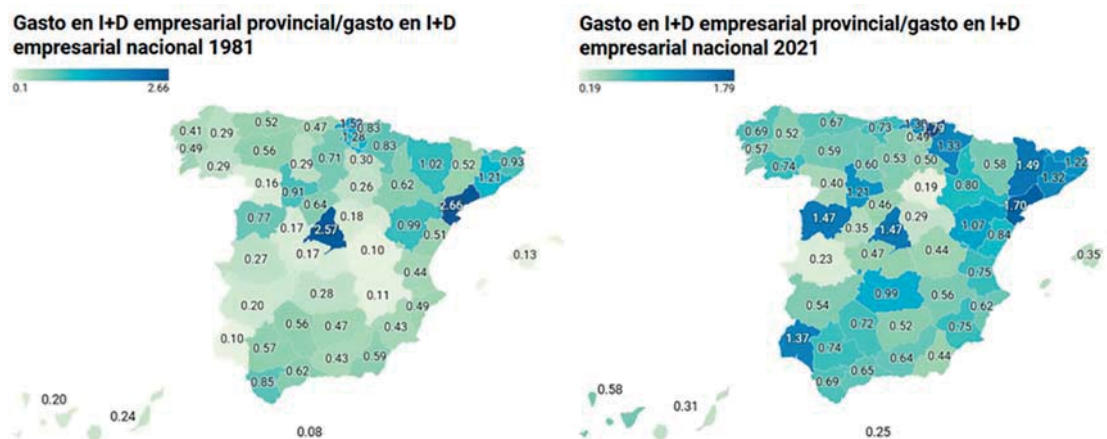 Gasto en I+D empresarial provincial/gasto en I+D
empresarial nacional 1981
0.1 2.66
0.41 0.29 0.52 0.47 0.83
1.28
0.49 0.56 0.71 0.83
0.29 0.29 0.30 1.02 0.52 0.93
0.16 0.91 0.26 0.62 1.21
0.64 2.66
0.77 0.17 2.57 0.18 0.99 0.51
0.27 0.17 0.10 0.13
0.44
0.20 0.28 0.11 0.49
0.10 0.56 0.47 0.43
0.57 0.43 0.59
0.85 0.62
0.20 0.24
0.08
Gasto en I+D empresarial provincial/gasto en I+D
empresarial nacional 2021
0.19 1.79
0.69 0.52 0.67 0.73 1.79
0.49
0.57 0.59 0.53 1.33
0.74 0.60 0.50 0.58 1.49 1.22
0.40 1.21 0.19 0.80 1.32
0.46 1.70
1.47 0.35 1.47 0.29 1.07 0.84
0.23 0.47 0.44 0.35
0.75
0.54 0.99 0.56 0.62
1.37 0.72 0.52 0.75
0.74 0.64 0.44
0.69 0.65
0.58 0.31
0.25